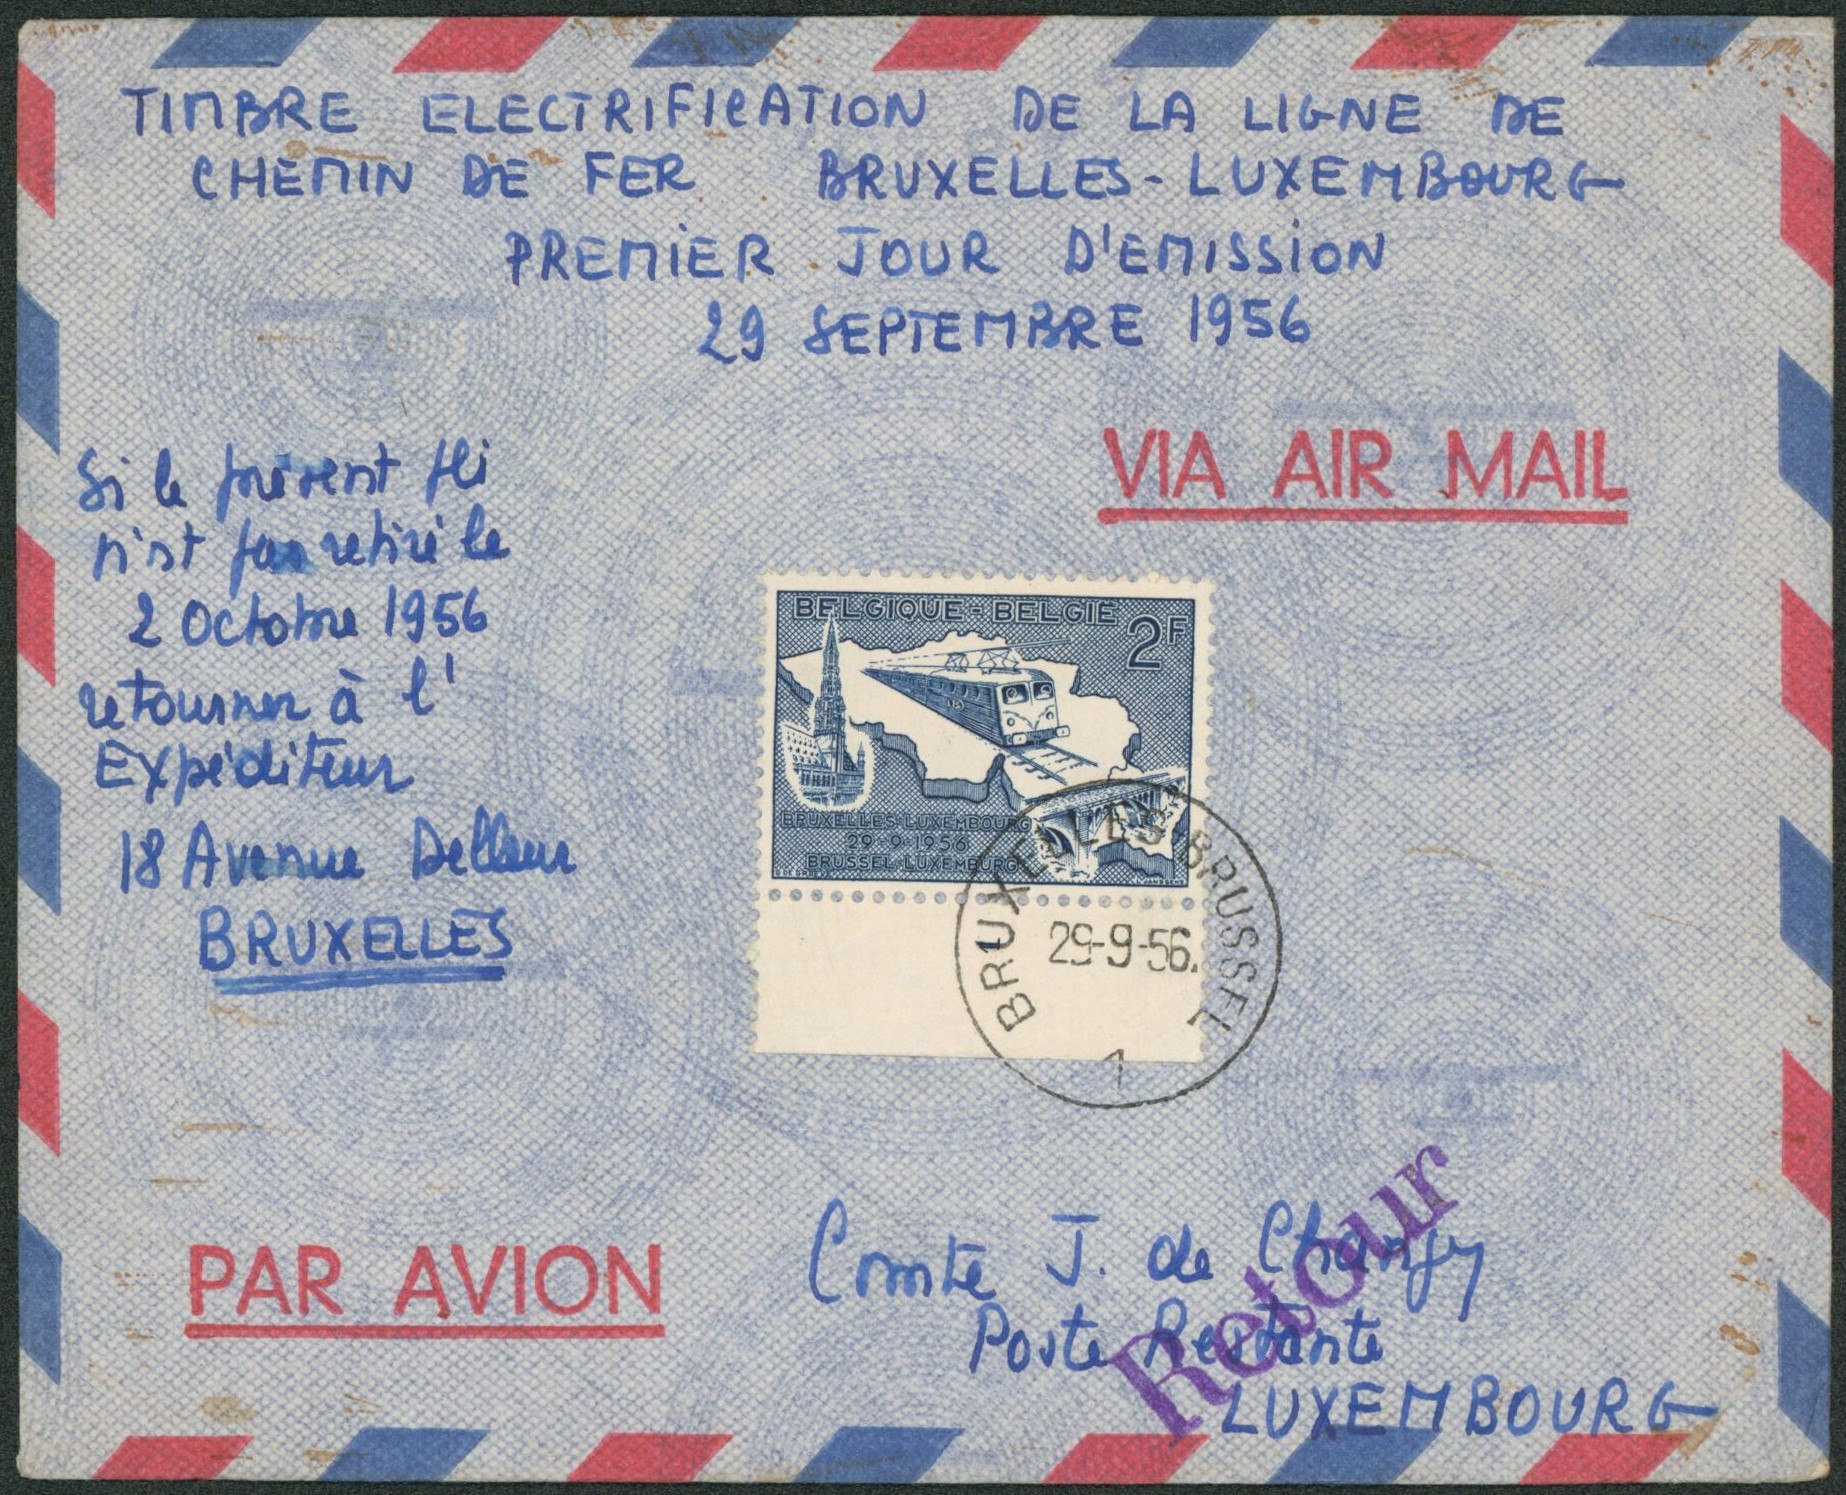 TIMBRE ELECTRIFICATION DE LA LIGNE DE
CHEMIN DE FER BRUXELLES-LUXEMBOURG
PREMIER JOUR D'EMISSION
29 SEPTEMBRE 1956
VIA AIR MAIL
Si le présent pli
n'est pas retiré le
2 Octobre 1956
retourner à l'
Expéditeur
18 Avenue Delleur
BRUXELLES
BELGIQUE - BELGIE
2F
BRUXELLES-LUXEMBOURG
29-9-1956
BRUSSEL-LUXEMBURG
BRUXELLES-BRUSSEL
29-9-56.
1
PAR AVION
Comte J. de Changy
Poste Restante
LUXEMBOURG
Retour